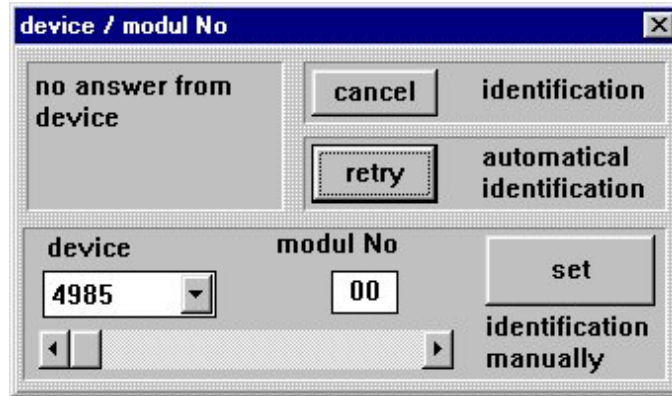 device / modul No
no answer from
device
cancel
identification
retry
automatical
identification
device
modul No
4985
00
set
identification
manually